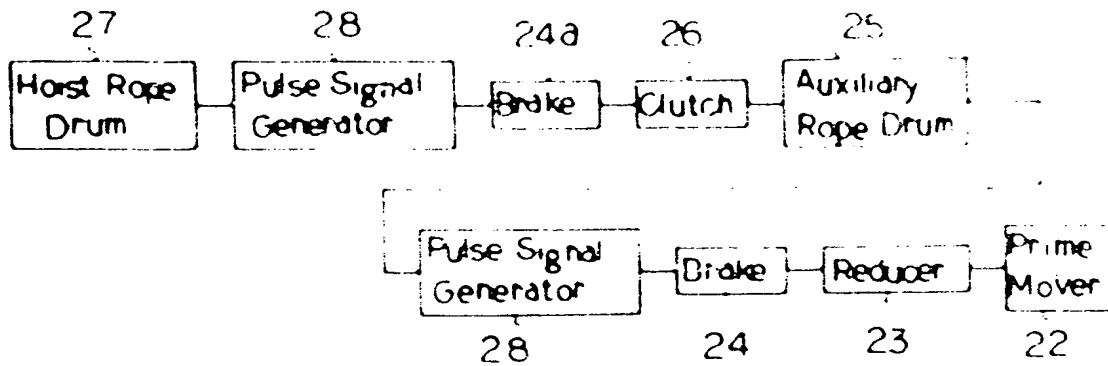 27 28 24a 26 25
Hoist Rope Drum
Pulse Signal Generator
Brake
Clutch
Auxiliary Rope Drum
Pulse Signal Generator
Brake
Reducer
Prime Mover
28 24 23 22